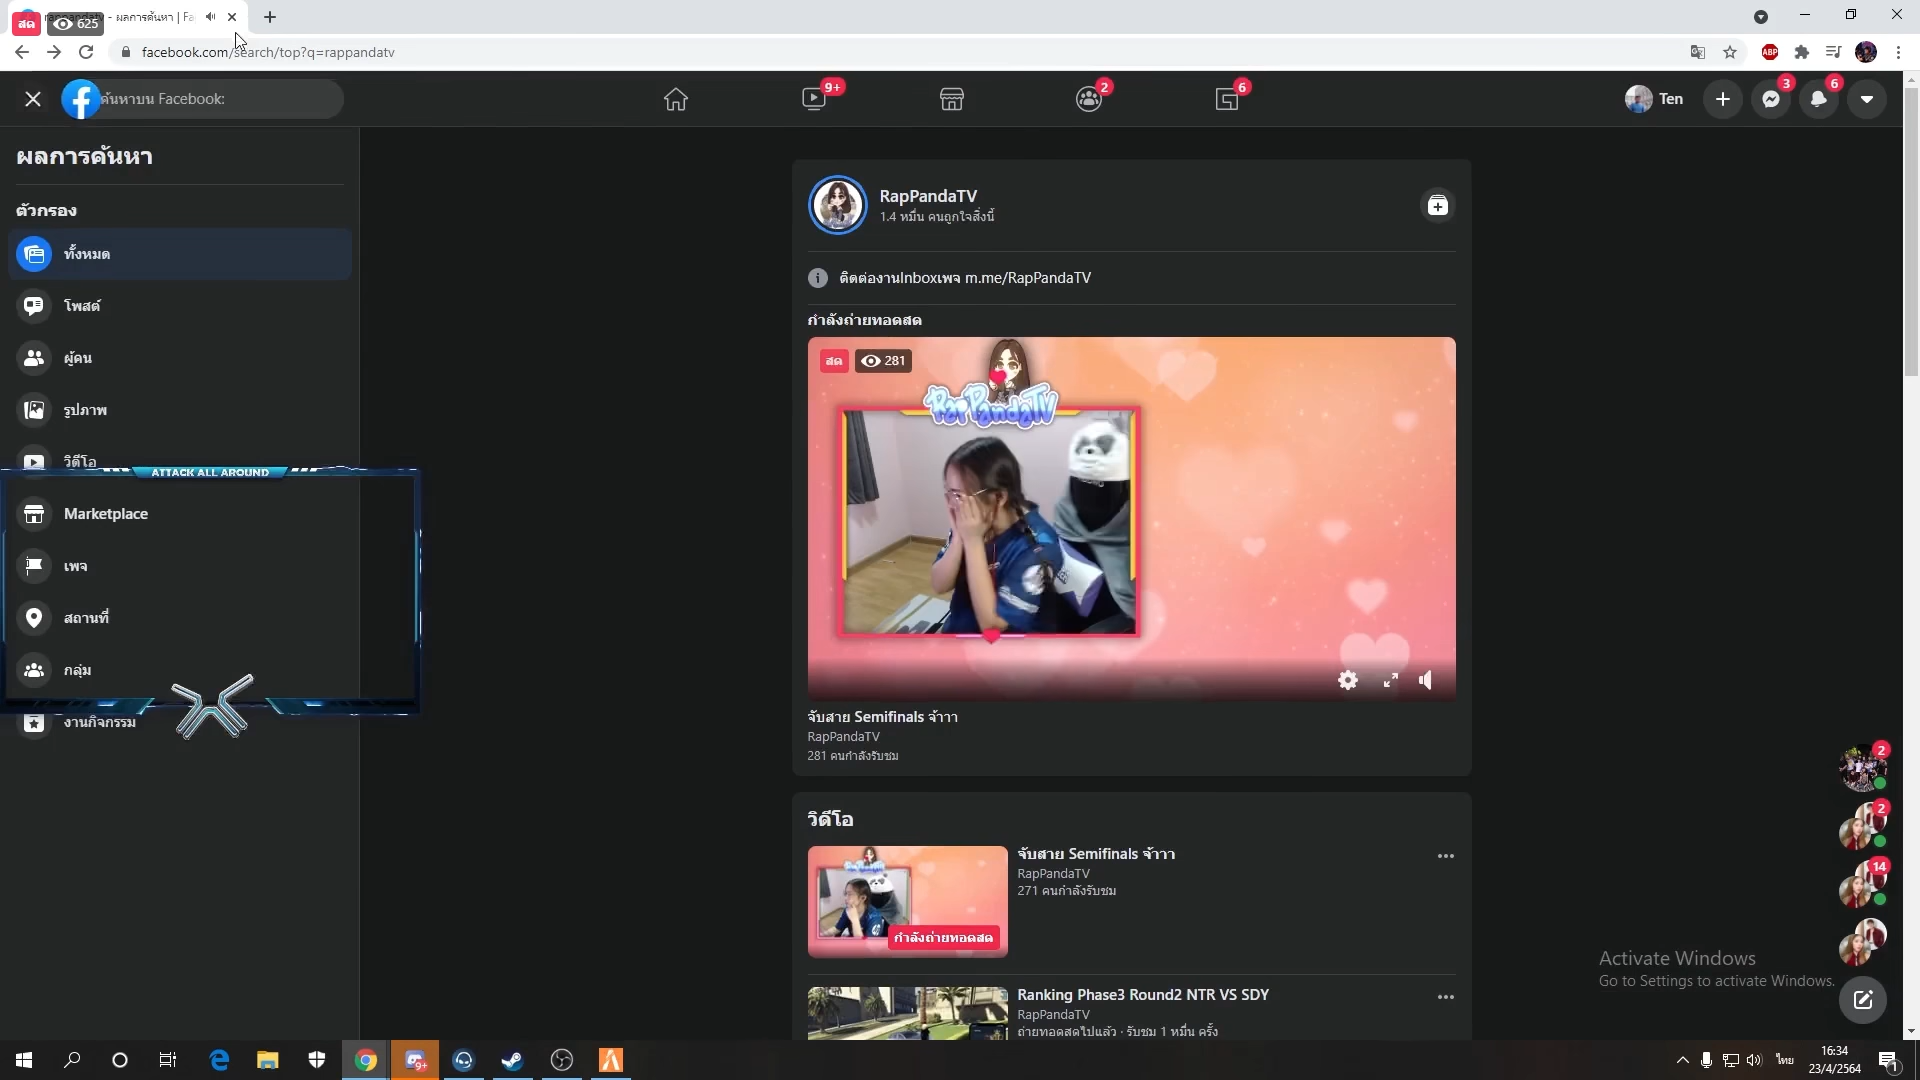 สด 625
- ผลการค้นหา | Fa
facebook.com/search/top?q=rappandatv
ABP
ค้นหาบน Facebook:
9+
2
6
Ten
3
6
ผลการค้นหา
ตัวกรอง
ทั้งหมด
โพสต์
ผู้คน
รูปภาพ
วิดีโอ
ATTACK ALL AROUND
Marketplace
เพจ
สถานที่
กลุ่ม
งานกิจกรรม
RapPandaTV
1.4 หมื่น คนถูกใจสิ่งนี้
ติดต่องานInboxเพจ m.me/RapPandaTV
กำลังถ่ายทอดสด
สด 281
RapPandaTV
จับสาย Semifinals จ้าาา
RapPandaTV
281 คนกำลังรับชม
วิดีโอ
กำลังถ่ายทอดสด
จับสาย Semifinals จ้าาา
RapPandaTV
271 คนกำลังรับชม
Ranking Phase3 Round2 NTR VS SDY
RapPandaTV
ถ่ายทอดสดไปแล้ว · รับชม 1 หมื่น ครั้ง
2
2
14
Activate Windows
Go to Settings to activate Windows.
9+
ไทย
16:34
23/4/2564
1